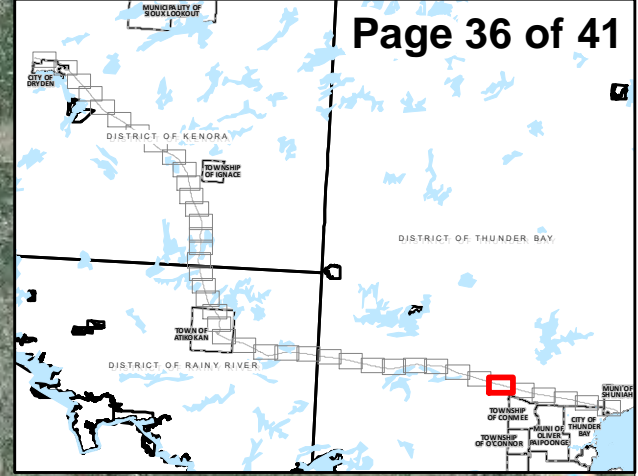 MUNICIPALITY OF
SIOUX LOOKOUT
Page 36 of 41
CITY OF
DRYDEN
DISTRICT OF KENORA
TOWNSHIP
OF IGNACE
DISTRICT OF THUNDER BAY
TOWN OF
ATIKOKAN
DISTRICT OF RAINY RIVER
MUNI OF
SHUNIAH
TOWNSHIP
OF CONMEE
CITY OF
THUNDER
BAY
MUNI OF
OLIVER
PAIPOONGE
TOWNSHIP
OF O'CONNOR